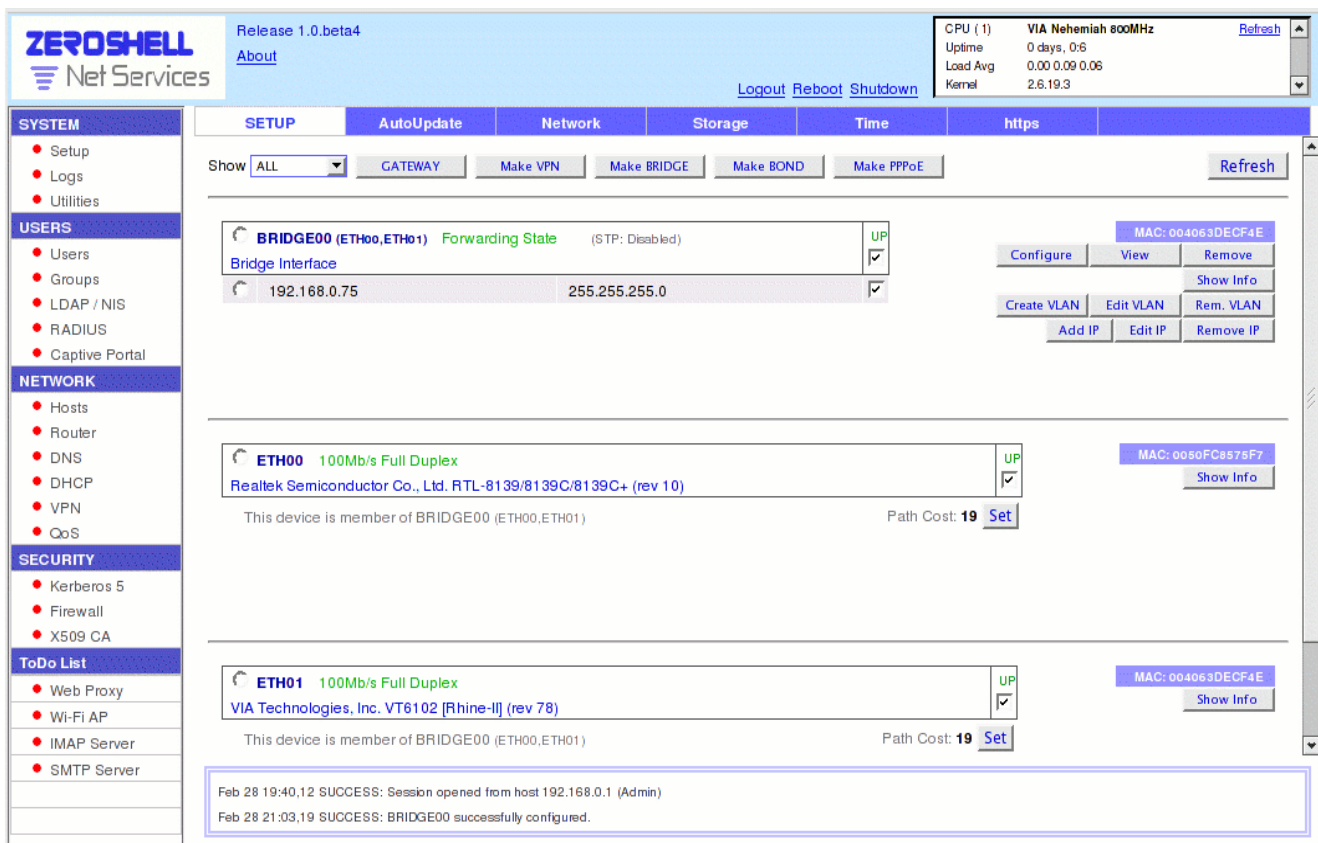 ZEROSHELL
Net Services
Release 1.0.beta4
About
Logout Reboot Shutdown
CPU (1) VIA Nehemiah 800MHz Refresh
Uptime 0 days, 0:6
Load Avg 0.00 0.09 0.06
Kernel 2.6.19.3
SYSTEM
Setup
Logs
Utilities
USERS
Users
Groups
LDAP / NIS
RADIUS
Captive Portal
NETWORK
Hosts
Router
DNS
DHCP
VPN
QoS
SECURITY
Kerberos 5
Firewall
X509 CA
ToDo List
Web Proxy
Wi-Fi AP
IMAP Server
SMTP Server
SETUP AutoUpdate Network Storage Time https
Show ALL GATEWAY Make VPN Make BRIDGE Make BOND Make PPPoE Refresh
BRIDGE00 (ETH00,ETH01) Forwarding State (STP: Disabled) UP
Bridge Interface
192.168.0.75 255.255.255.0
MAC: 004063DECF4E
Configure View Remove
Show Info
Create VLAN Edit VLAN Rem. VLAN
Add IP Edit IP Remove IP
ETH00 100Mb/s Full Duplex UP
Realtek Semiconductor Co., Ltd. RTL-8139/8139C/8139C+ (rev 10)
This device is member of BRIDGE00 (ETH00,ETH01) Path Cost: 19 Set
MAC: 0050FC8575F7
Show Info
ETH01 100Mb/s Full Duplex UP
VIA Technologies, Inc. VT6102 [Rhine-II] (rev 78)
This device is member of BRIDGE00 (ETH00,ETH01) Path Cost: 19 Set
MAC: 004063DECF4E
Show Info
Feb 28 19:40,12 SUCCESS: Session opened from host 192.168.0.1 (Admin)
Feb 28 21:03,19 SUCCESS: BRIDGE00 successfully configured.